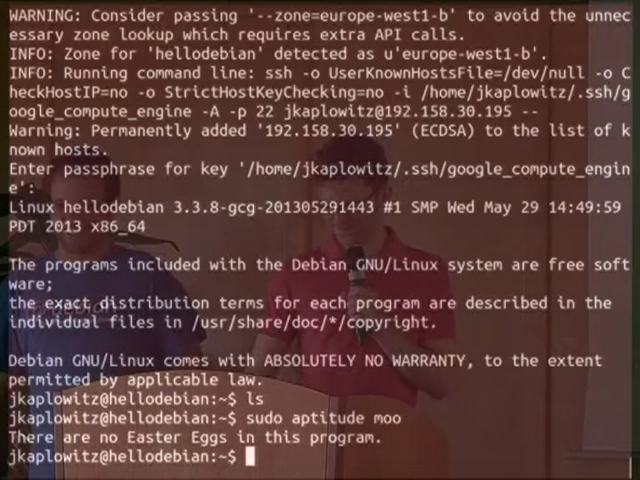 WARNING: Consider passing '--zone=europe-west1-b' to avoid the unnec
essary zone lookup which requires extra API calls.
INFO: Zone for 'hellodebian' detected as u'europe-west1-b'.
INFO: Running command line: ssh -o UserKnownHostsFile=/dev/null -o C
heckHostIP=no -o StrictHostKeyChecking=no -i /home/jkaplowitz/.ssh/g
oogle_compute_engine -A -p 22 jkaplowitz@192.158.30.195 --
Warning: Permanently added '192.158.30.195' (ECDSA) to the list of k
nown hosts.
Enter passphrase for key '/home/jkaplowitz/.ssh/google_compute_engin
e':
Linux hellodebian 3.3.8-gcg-201305291443 #1 SMP Wed May 29 14:49:59
PDT 2013 x86_64
The programs included with the Debian GNU/Linux system are free soft
ware;
the exact distribution terms for each program are described in the
individual files in /usr/share/doc/*/copyright.
Debian GNU/Linux comes with ABSOLUTELY NO WARRANTY, to the extent
permitted by applicable law.
jkaplowitz@hellodebian:~$ ls
jkaplowitz@hellodebian:~$ sudo aptitude moo
There are no Easter Eggs in this program.
jkaplowitz@hellodebian:~$